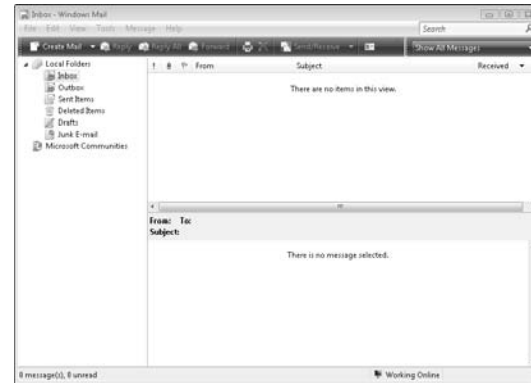 Inbox - Windows Mail
File Edit View Tools Message Help
Search
Create Mail Reply Reply All Forward Send/Receive Show All Messages
Local Folders
Inbox
Outbox
Sent Items
Deleted Items
Drafts
Junk E-mail
Microsoft Communities
! From Subject Received
There are no items in this view.
From: To:
Subject:
There is no message selected.
0 message(s), 0 unread Working Online